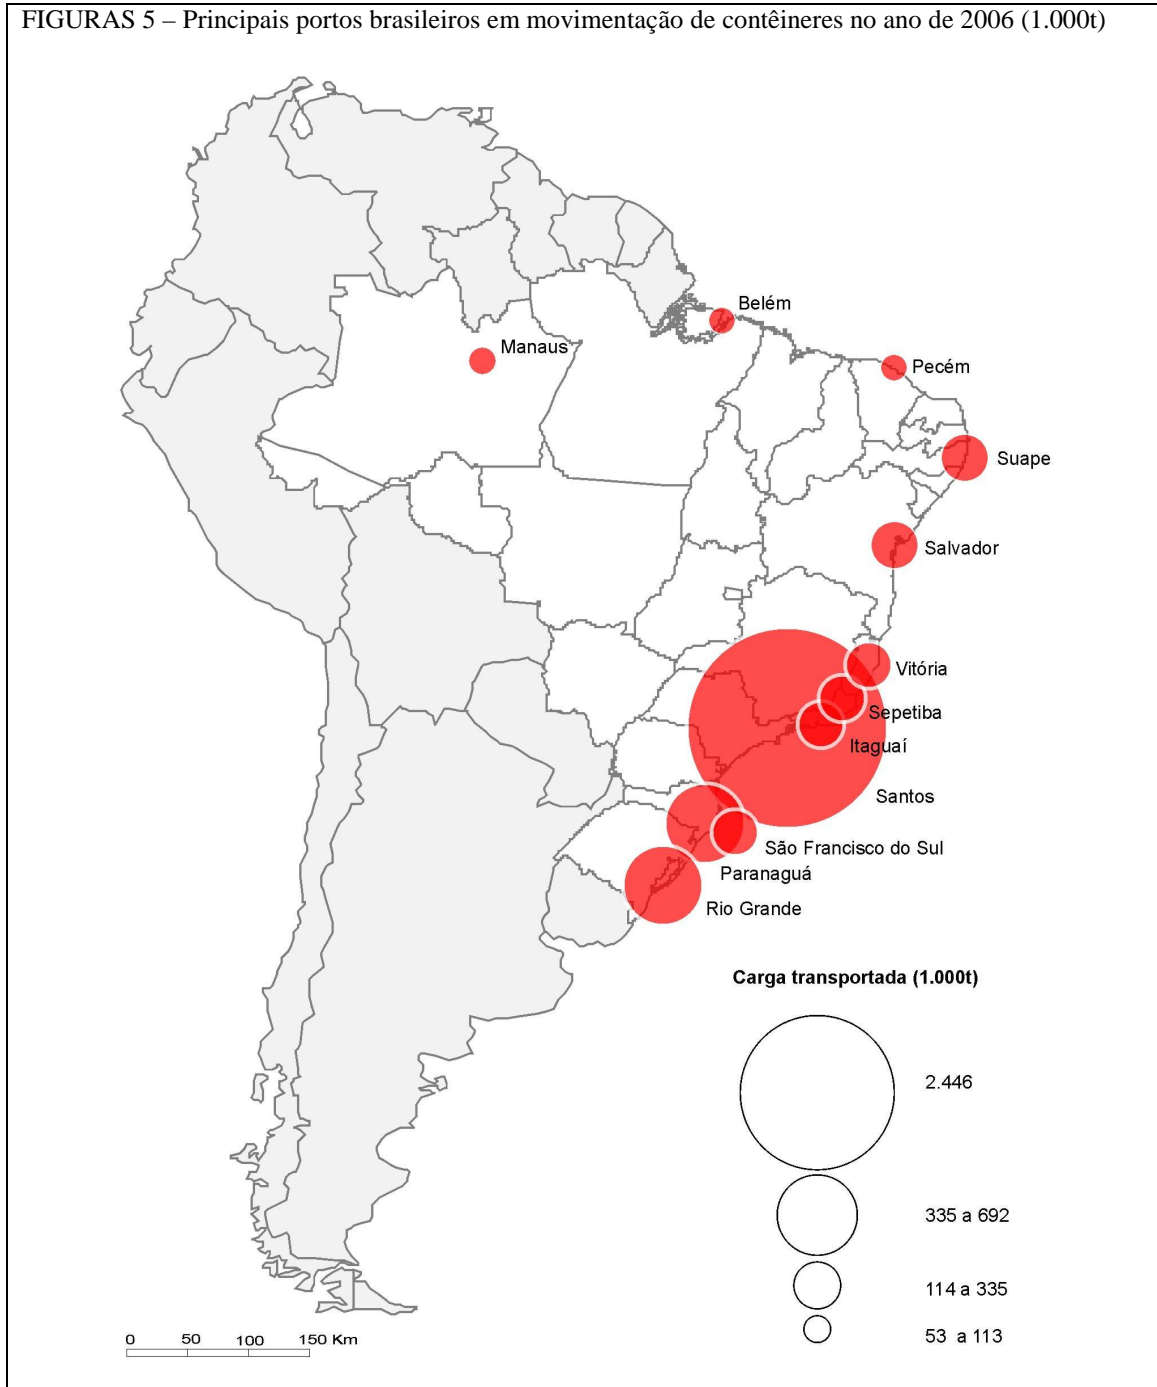 FIGURAS 5 – Principais portos brasileiros em movimentação de contêineres no ano de 2006 (1.000t)
Belém
Manaus
Pecém
Suape
Salvador
Vitória
Sepetiba
Itaguaí
Santos
São Francisco do Sul
Paranaguá
Rio Grande
Carga transportada (1.000t)
2.446
335 a 692
114 a 335
53 a 113
0 50 100 150 Km